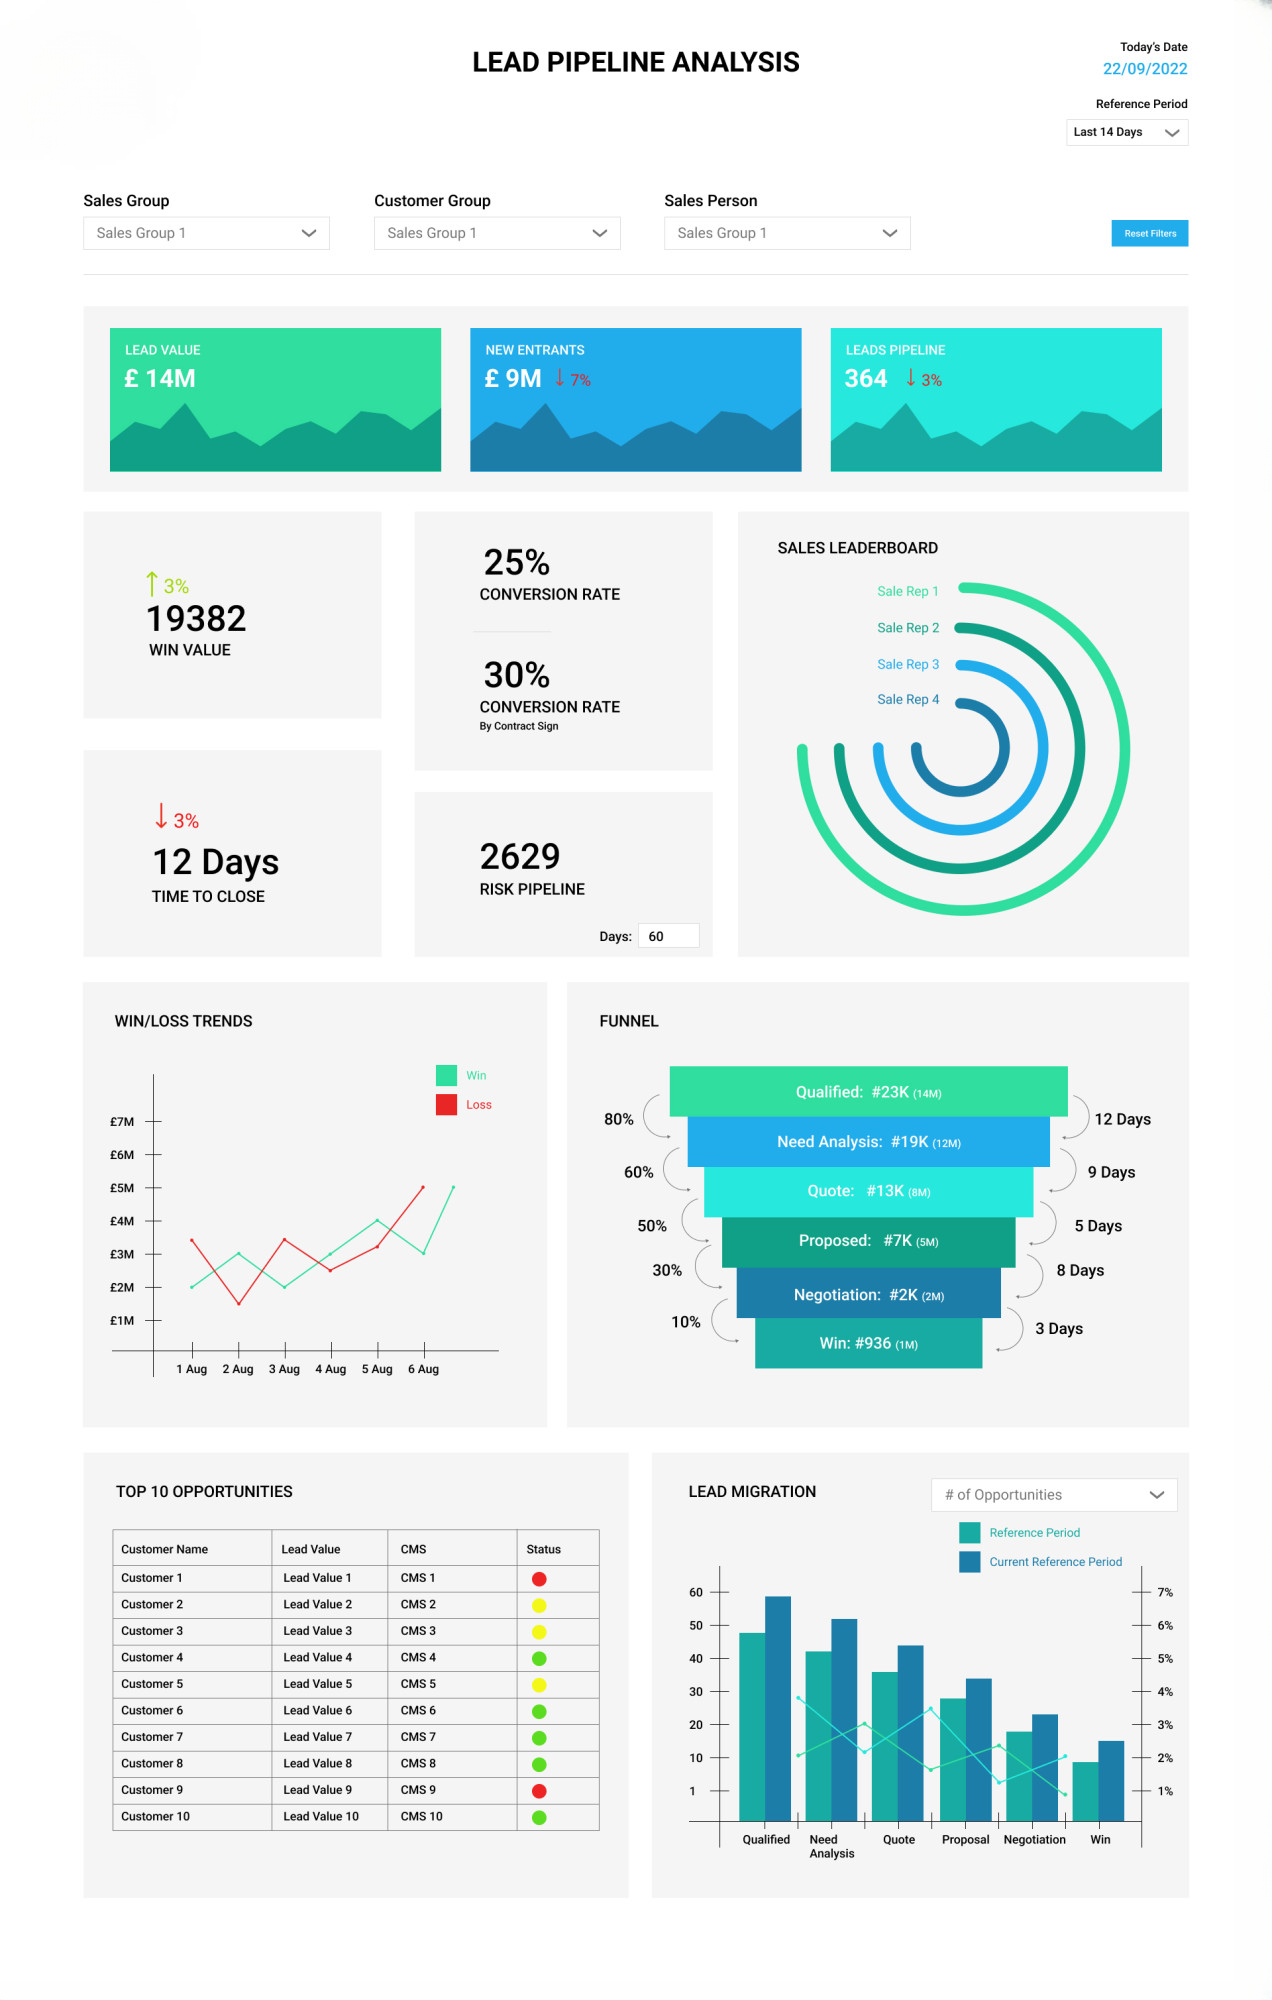 LEAD PIPELINE ANALYSIS
Today's Date
22/09/2022
Reference Period
Last 14 Days
Sales Group
Customer Group
Sales Person
Sales Group 1
Sales Group 1
Sales Group 1
Reset Filters
LEAD VALUE
£ 14M
NEW ENTRANTS
£ 9M ↓ 7%
LEADS PIPELINE
364 ↓ 3%
↑ 3%
19382
WIN VALUE
↓ 3%
12 Days
TIME TO CLOSE
25%
CONVERSION RATE
30%
CONVERSION RATE
By Contract Sign
2629
RISK PIPELINE
Days: 60
SALES LEADERBOARD
Sale Rep 1
Sale Rep 2
Sale Rep 3
Sale Rep 4
WIN/LOSS TRENDS
Win
Loss
£7M
£6M
£5M
£4M
£3M
£2M
£1M
1 Aug 2 Aug 3 Aug 4 Aug 5 Aug 6 Aug
FUNNEL
Qualified: #23K (14M)
80% 12 Days
Need Analysis: #19K (12M)
60% 9 Days
Quote: #13K (8M)
50% 5 Days
Proposed: #7K (5M)
30% 8 Days
Negotiation: #2K (2M)
10% 3 Days
Win: #936 (1M)
TOP 10 OPPORTUNITIES
Customer Name Lead Value CMS Status
Customer 1 Lead Value 1 CMS 1
Customer 2 Lead Value 2 CMS 2
Customer 3 Lead Value 3 CMS 3
Customer 4 Lead Value 4 CMS 4
Customer 5 Lead Value 5 CMS 5
Customer 6 Lead Value 6 CMS 6
Customer 7 Lead Value 7 CMS 7
Customer 8 Lead Value 8 CMS 8
Customer 9 Lead Value 9 CMS 9
Customer 10 Lead Value 10 CMS 10
LEAD MIGRATION
# of Opportunities
Reference Period
Current Reference Period
60 7%
50 6%
40 5%
30 4%
20 3%
10 2%
1 1%
Qualified Need Quote Proposal Negotiation Win
Analysis